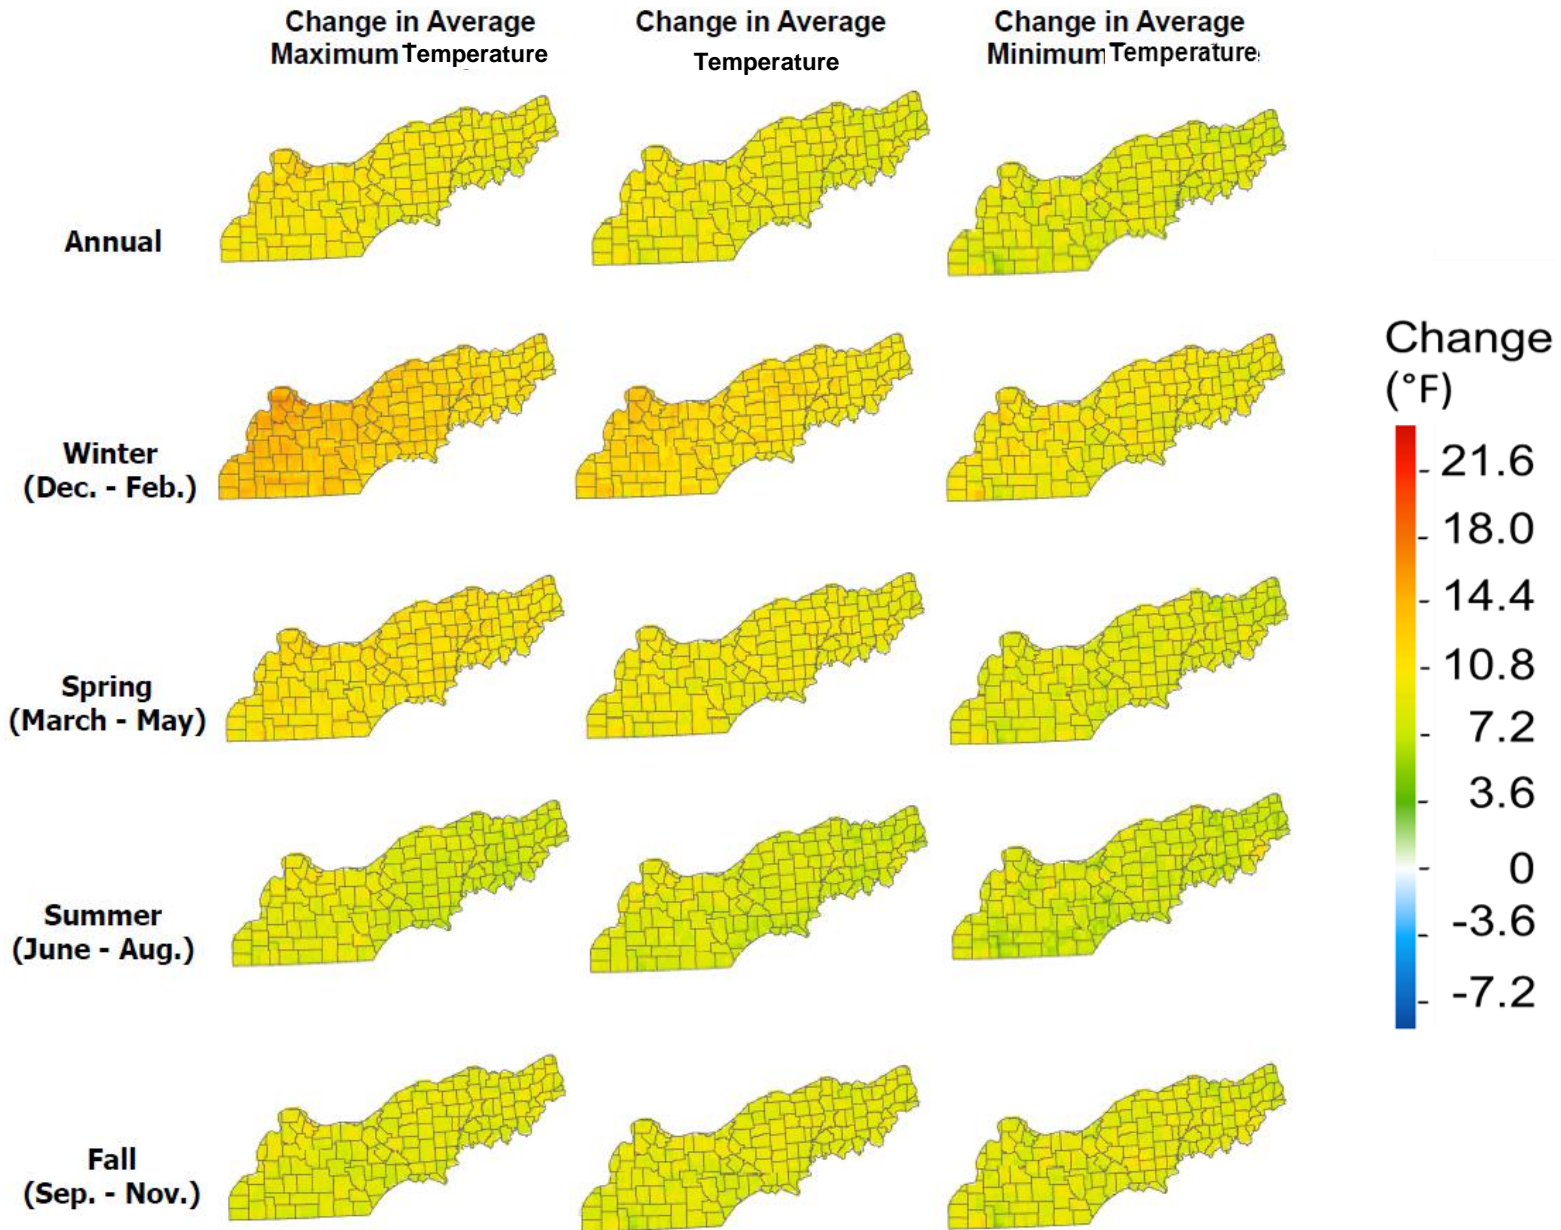 Change in Average
Maximum Temperature
Change in Average
Temperature
Change in Average
Minimum Temperature
Annual
Winter
(Dec. - Feb.)
Spring
(March - May)
Summer
(June - Aug.)
Fall
(Sep. - Nov.)
Change
(°F)
21.6
18.0
14.4
10.8
7.2
3.6
0
-3.6
-7.2